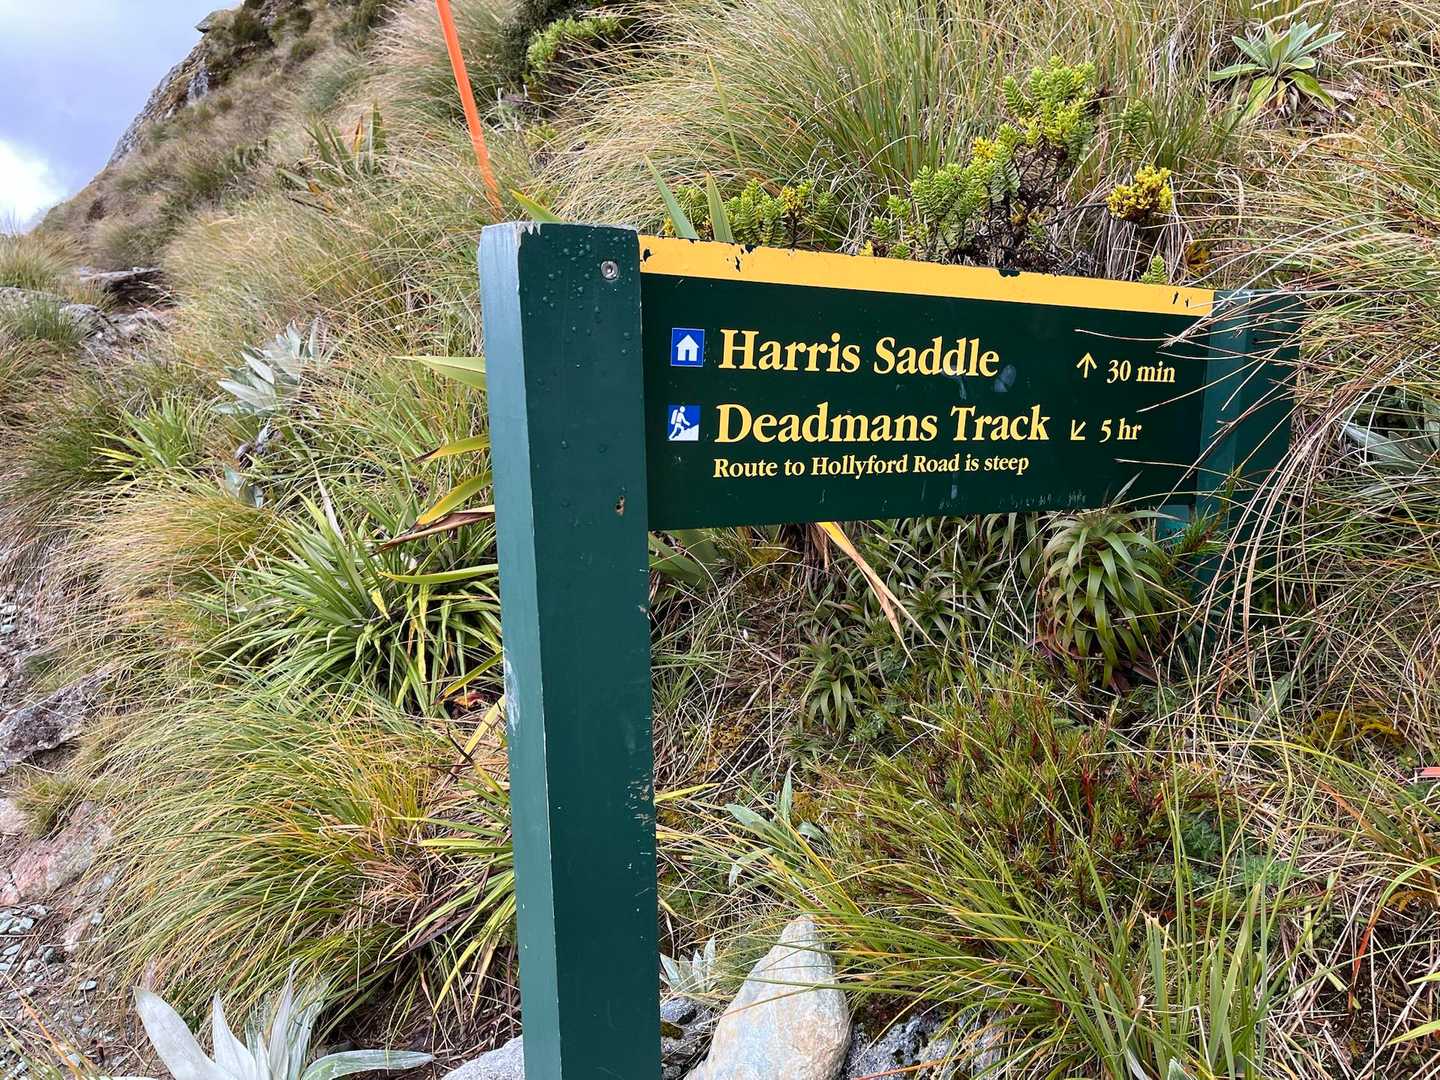 Harris Saddle ↑ 30 min
Deadmans Track ↙ 5 hr
Route to Hollyford Road is steep